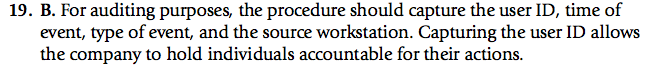 19. B. For auditing purposes, the procedure should capture the user ID, time of
event, type of event, and the source workstation. Capturing the user ID allows
the company to hold individuals accountable for their actions.